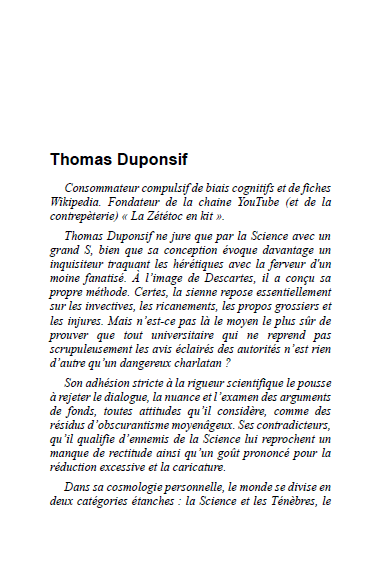 Thomas Duponsif
Consommateur compulsif de biais cognitifs et de fiches
Wikipedia. Fondateur de la chaine YouTube (et de la
contrepèterie) « La Zététoc en kit ».
Thomas Duponsif ne jure que par la Science avec un
grand S, bien que sa conception évoque davantage un
inquisiteur traquant les hérétiques avec la ferveur d'un
moine fanatisé. À l’image de Descartes, il a conçu sa
propre méthode. Certes, la sienne repose essentiellement
sur les invectives, les ricanements, les propos grossiers et
les injures. Mais n’est-ce pas là le moyen le plus sûr de
prouver que tout universitaire qui ne reprend pas
scrupuleusement les avis éclairés des autorités n’est rien
d’autre qu’un dangereux charlatan ?
Son adhésion stricte à la rigueur scientifique le pousse
à rejeter le dialogue, la nuance et l’examen des arguments
de fonds, toutes attitudes qu’il considère, comme des
résidus d’obscurantisme moyenâgeux. Ses contradicteurs,
qu’il qualifie d’ennemis de la Science lui reprochent un
manque de rectitude ainsi qu’un goût prononcé pour la
réduction excessive et la caricature.
Dans sa cosmologie personnelle, le monde se divise en
deux catégories étanches : la Science et les Ténèbres, le